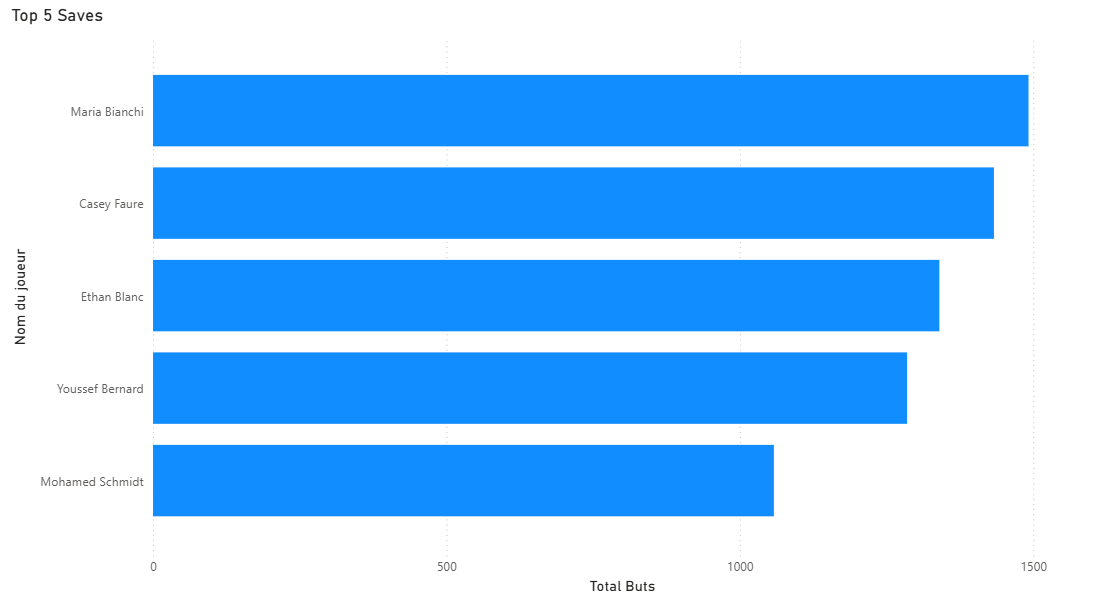 Top 5 Saves
Nom du joueur
Maria Bianchi
Casey Faure
Ethan Blanc
Youssef Bernard
Mohamed Schmidt
0
500
1000
1500
Total Buts